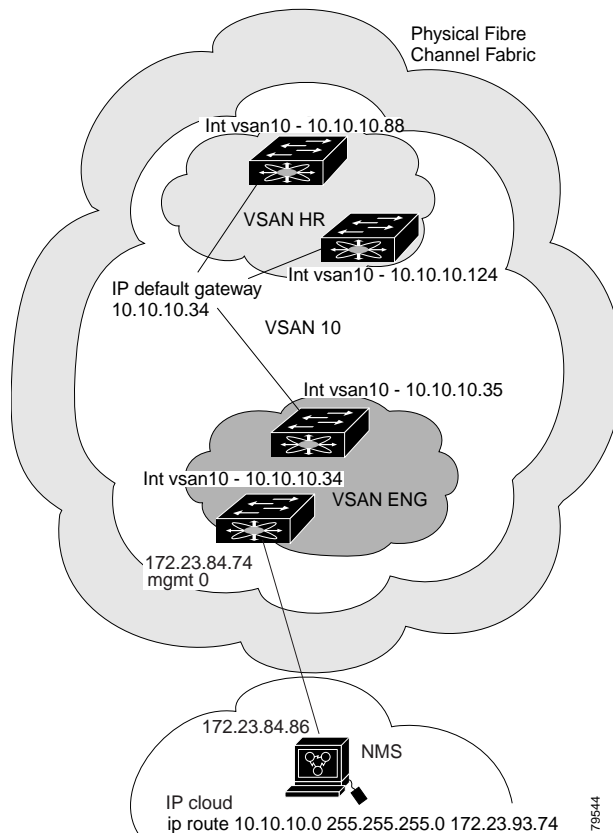 Physical Fibre
Channel Fabric
Int vsan10 - 10.10.10.88
VSAN HR
Int vsan10 - 10.10.10.124
IP default gateway
10.10.10.34
VSAN 10
Int vsan10 - 10.10.10.35
Int vsan10 - 10.10.10.34
VSAN ENG
172.23.84.74
mgmt 0
172.23.84.86
NMS
IP cloud
ip route 10.10.10.0 255.255.255.0 172.23.93.74
79544